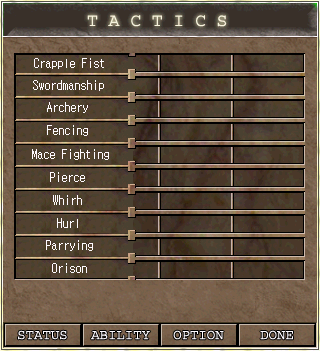 TACTICS
Crapple Fist
Swordmanship
Archery
Fencing
Mace Fighting
Pierce
Whirh
Hurl
Parrying
Orison
STATUS ABILITY OPTION DONE